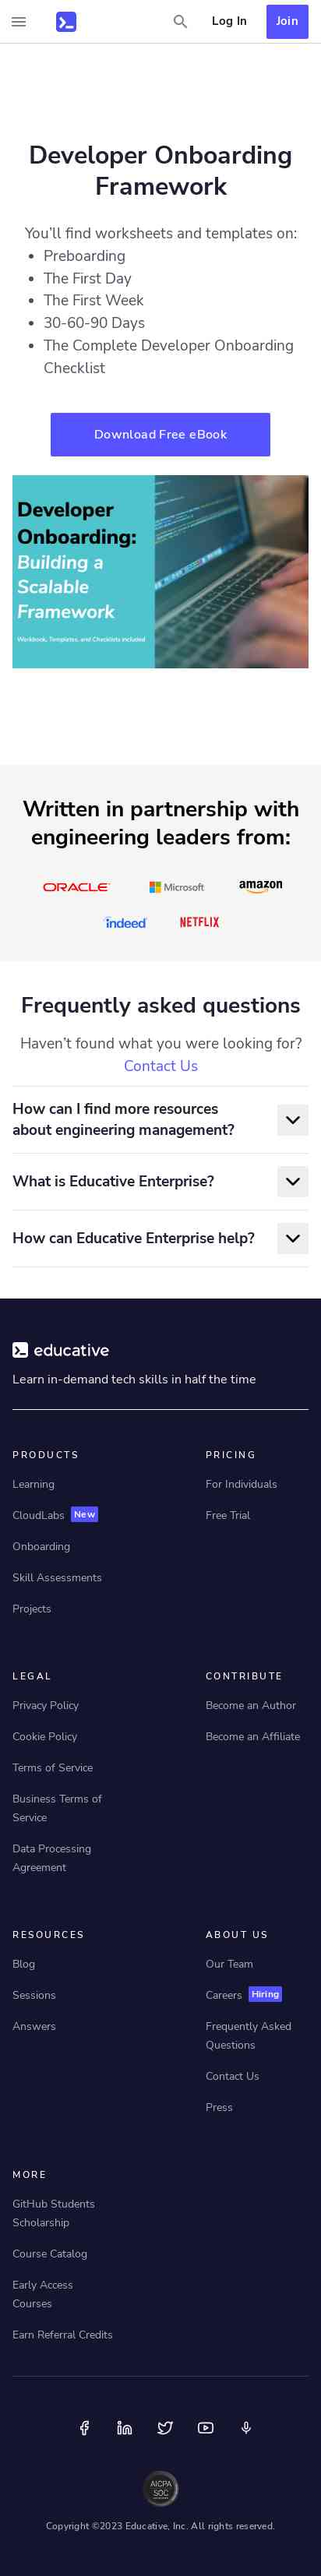 Log In
Join
Developer Onboarding
Framework
You’ll find worksheets and templates on:
• Preboarding
• The First Day
• The First Week
• 30-60-90 Days
• The Complete Developer Onboarding
Checklist
Download Free eBook
Developer
Onboarding:
Building a
Scalable
Framework
Workbook, Templates, and Checklists included
Written in partnership with
engineering leaders from:
ORACLE
Microsoft
amazon
indeed
NETFLIX
Frequently asked questions
Haven’t found what you were looking for?
Contact Us
How can I find more resources
about engineering management?
What is Educative Enterprise?
How can Educative Enterprise help?
educative
Learn in-demand tech skills in half the time
PRODUCTS
Learning
CloudLabs New
Onboarding
Skill Assessments
Projects
PRICING
For Individuals
Free Trial
LEGAL
Privacy Policy
Cookie Policy
Terms of Service
Business Terms of
Service
Data Processing
Agreement
CONTRIBUTE
Become an Author
Become an Affiliate
RESOURCES
Blog
Sessions
Answers
ABOUT US
Our Team
Careers Hiring
Frequently Asked
Questions
Contact Us
Press
MORE
GitHub Students
Scholarship
Course Catalog
Early Access
Courses
Earn Referral Credits
AICPA
SOC
Copyright ©2023 Educative, Inc. All rights reserved.